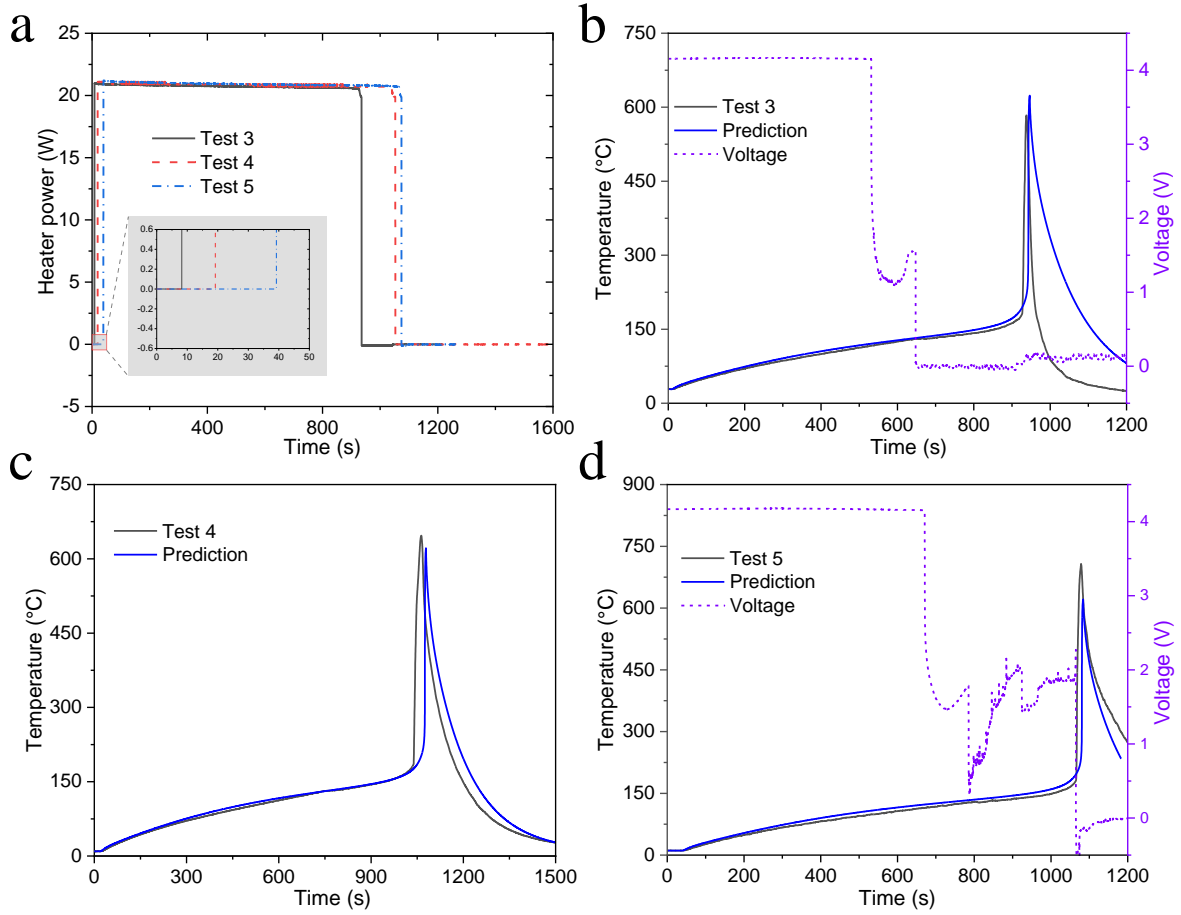 a
Heater power (W)
25
20
15
10
5
0
-5
Test 3
Test 4
Test 5
0.6
0.4
0.2
0.0
-0.2
-0.4
-0.6
0 10 20 30 40 50
0 400 800 1200 1600
Time (s)
b
Temperature (°C)
750
600
450
300
150
0
Test 3
Prediction
Voltage
4
3
2
1
0
Voltage (V)
0 200 400 600 800 1000 1200
Time (s)
c
Temperature (°C)
750
600
450
300
150
0
Test 4
Prediction
0 300 600 900 1200 1500
Time (s)
d
Temperature (°C)
900
750
600
450
300
150
0
Test 5
Prediction
Voltage
4
3
2
1
0
Voltage (V)
0 200 400 600 800 1000 1200
Time (s)